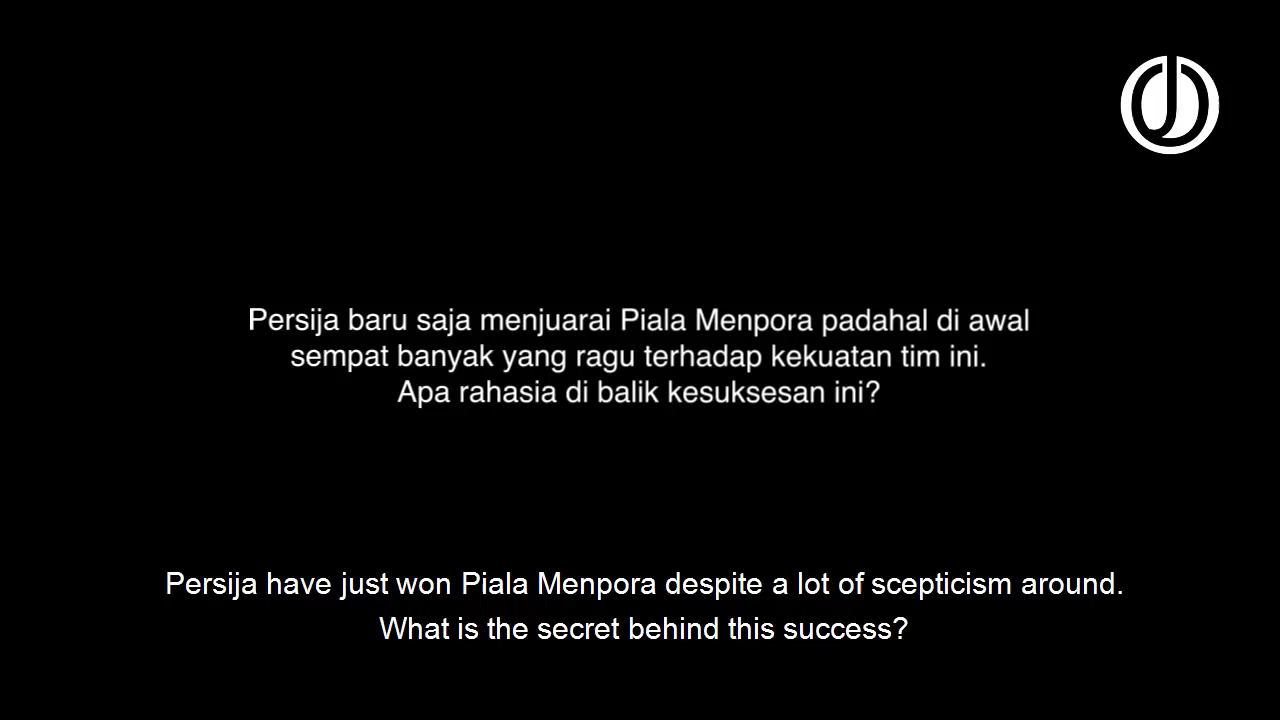 Persija baru saja menjuarai Piala Menpora padahal di awal
sempat banyak yang ragu terhadap kekuatan tim ini.
Apa rahasia di balik kesuksesan ini?
Persija have just won Piala Menpora despite a lot of scepticism around.
What is the secret behind this success?